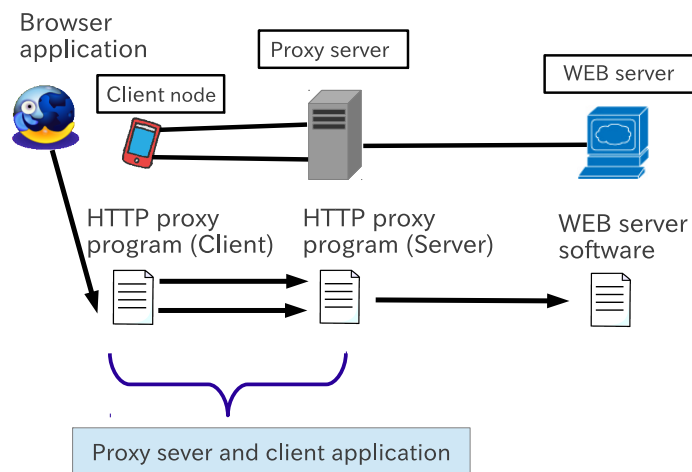 Browser
application
Proxy server
Client node
WEB server
HTTP proxy
program (Client)
HTTP proxy
program (Server)
WEB server
software
Proxy sever and client application